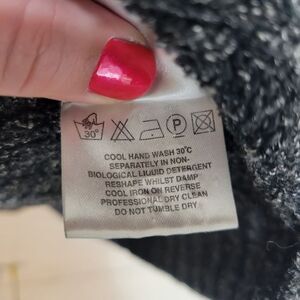 30° P
COOL HAND WASH 30°C
SEPARATELY IN NON-
BIOLOGICAL LIQUID DETERGENT
RESHAPE WHILST DAMP
COOL IRON ON REVERSE
PROFESSIONAL DRY CLEAN
DO NOT TUMBLE DRY